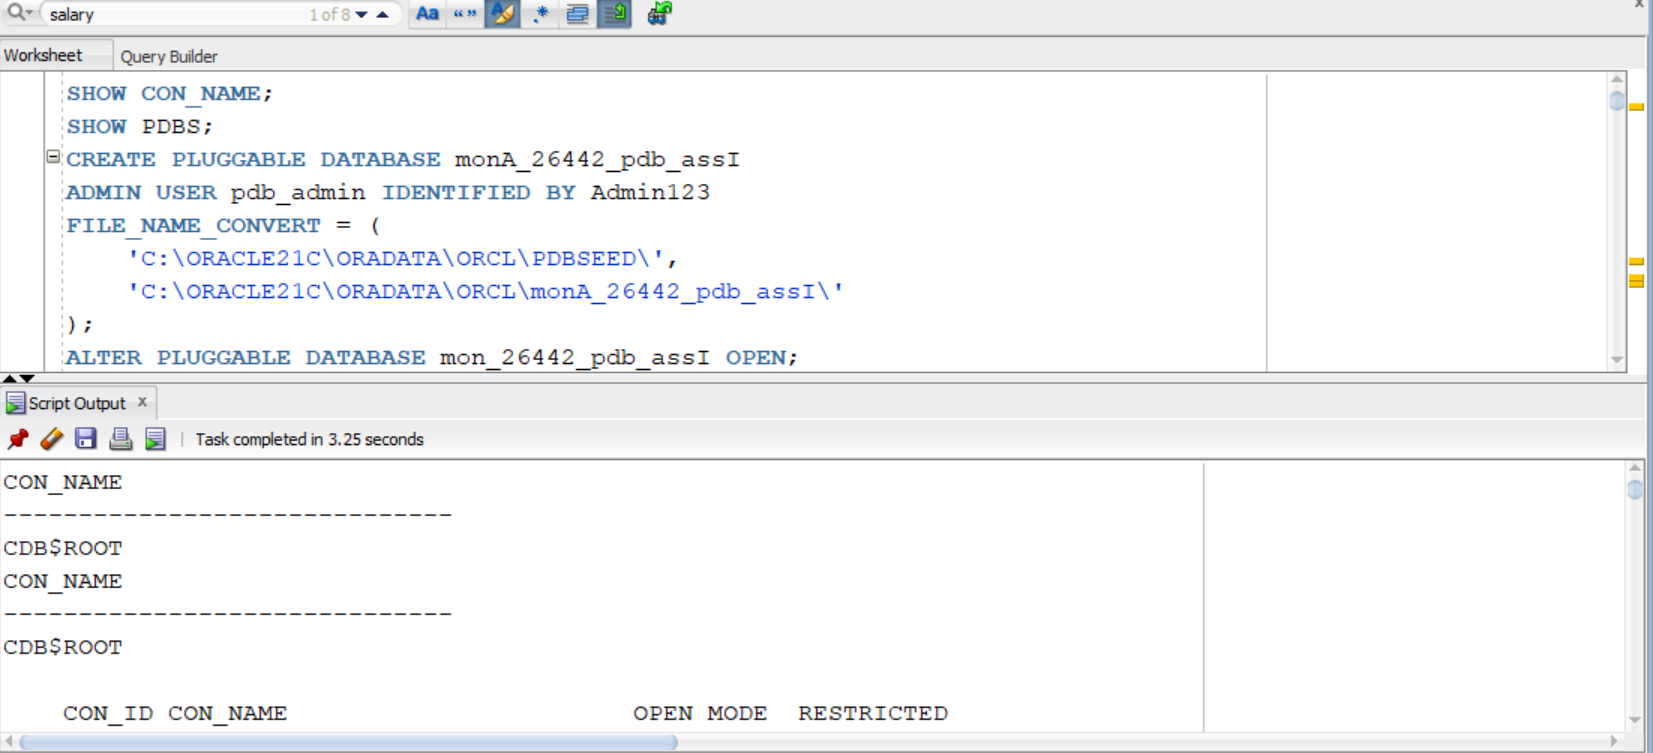 salary 1 of 8 Aa “”
x
Worksheet Query Builder
SHOW CON_NAME;
SHOW PDBS;
CREATE PLUGGABLE DATABASE monA_26442_pdb_assI
ADMIN USER pdb_admin IDENTIFIED BY Admin123
FILE_NAME_CONVERT = (
'C:\ORACLE21C\ORADATA\ORCL\PDBSEED\',
'C:\ORACLE21C\ORADATA\ORCL\monA_26442_pdb_assI\'
);
ALTER PLUGGABLE DATABASE mon_26442_pdb_assI OPEN;
Script Output x
Task completed in 3.25 seconds
CON_NAME
------------------------------
CDB$ROOT
CON_NAME
------------------------------
CDB$ROOT
CON_ID CON_NAME OPEN MODE RESTRICTED